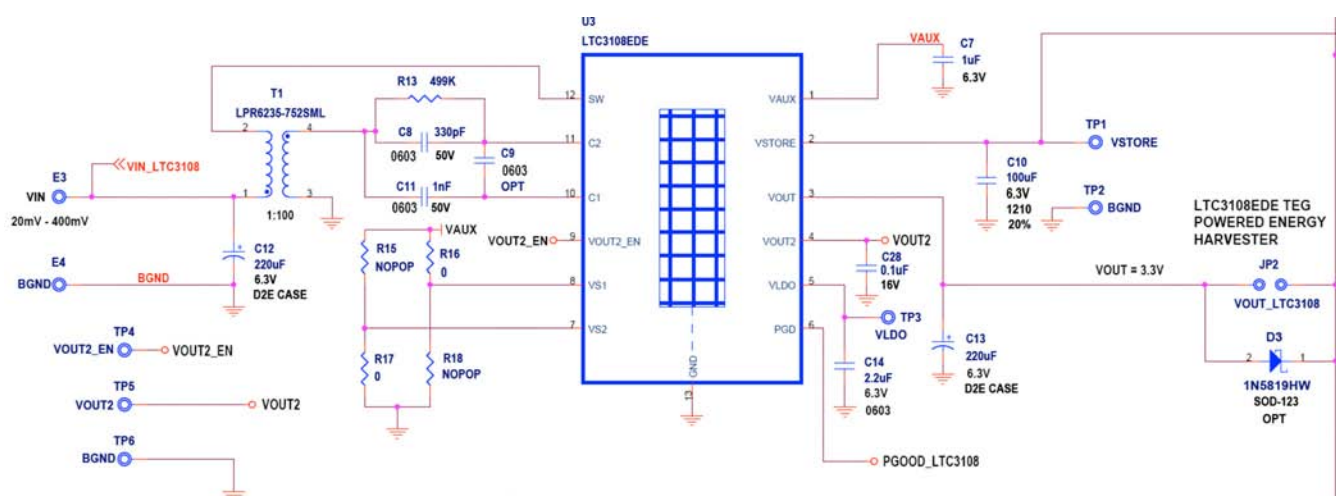 U3
LTC3108EDE
VAUX
C7
1uF
6.3V
R13 499K
T1
LPR6235-752SML
2
4
12
SW
VAUX
1
C8
330pF
0603
50V
11
C2
VSTORE
2
TP1
VSTORE
VIN_LTC3108
E3
VIN
20mV - 400mV
1
3
1:100
C9
0603
OPT
C11
1nF
0603
50V
10
C1
VOUT
3
C10
100uF
6.3V
1210
20%
TP2
BGND
LTC3108EDE TEG
POWERED ENERGY
HARVESTER
VAUX
VOUT2_EN
9
VOUT2_EN
VOUT2
4
VOUT2
C12
220uF
6.3V
D2E CASE
R15
NOPOP
R16
0
C28
0.1uF
16V
E4
BGND
BGND
8
VS1
VLDO
5
VOUT = 3.3V
JP2
VOUT_LTC3108
TP3
VLDO
7
VS2
PGD
6
TP4
VOUT2_EN
VOUT2_EN
R17
0
R18
NOPOP
GND
13
C14
2.2uF
6.3V
0603
C13
220uF
6.3V
D2E CASE
D3
2
1
1N5819HW
SOD-123
OPT
TP5
VOUT2
VOUT2
TP6
BGND
PGOOD_LTC3108